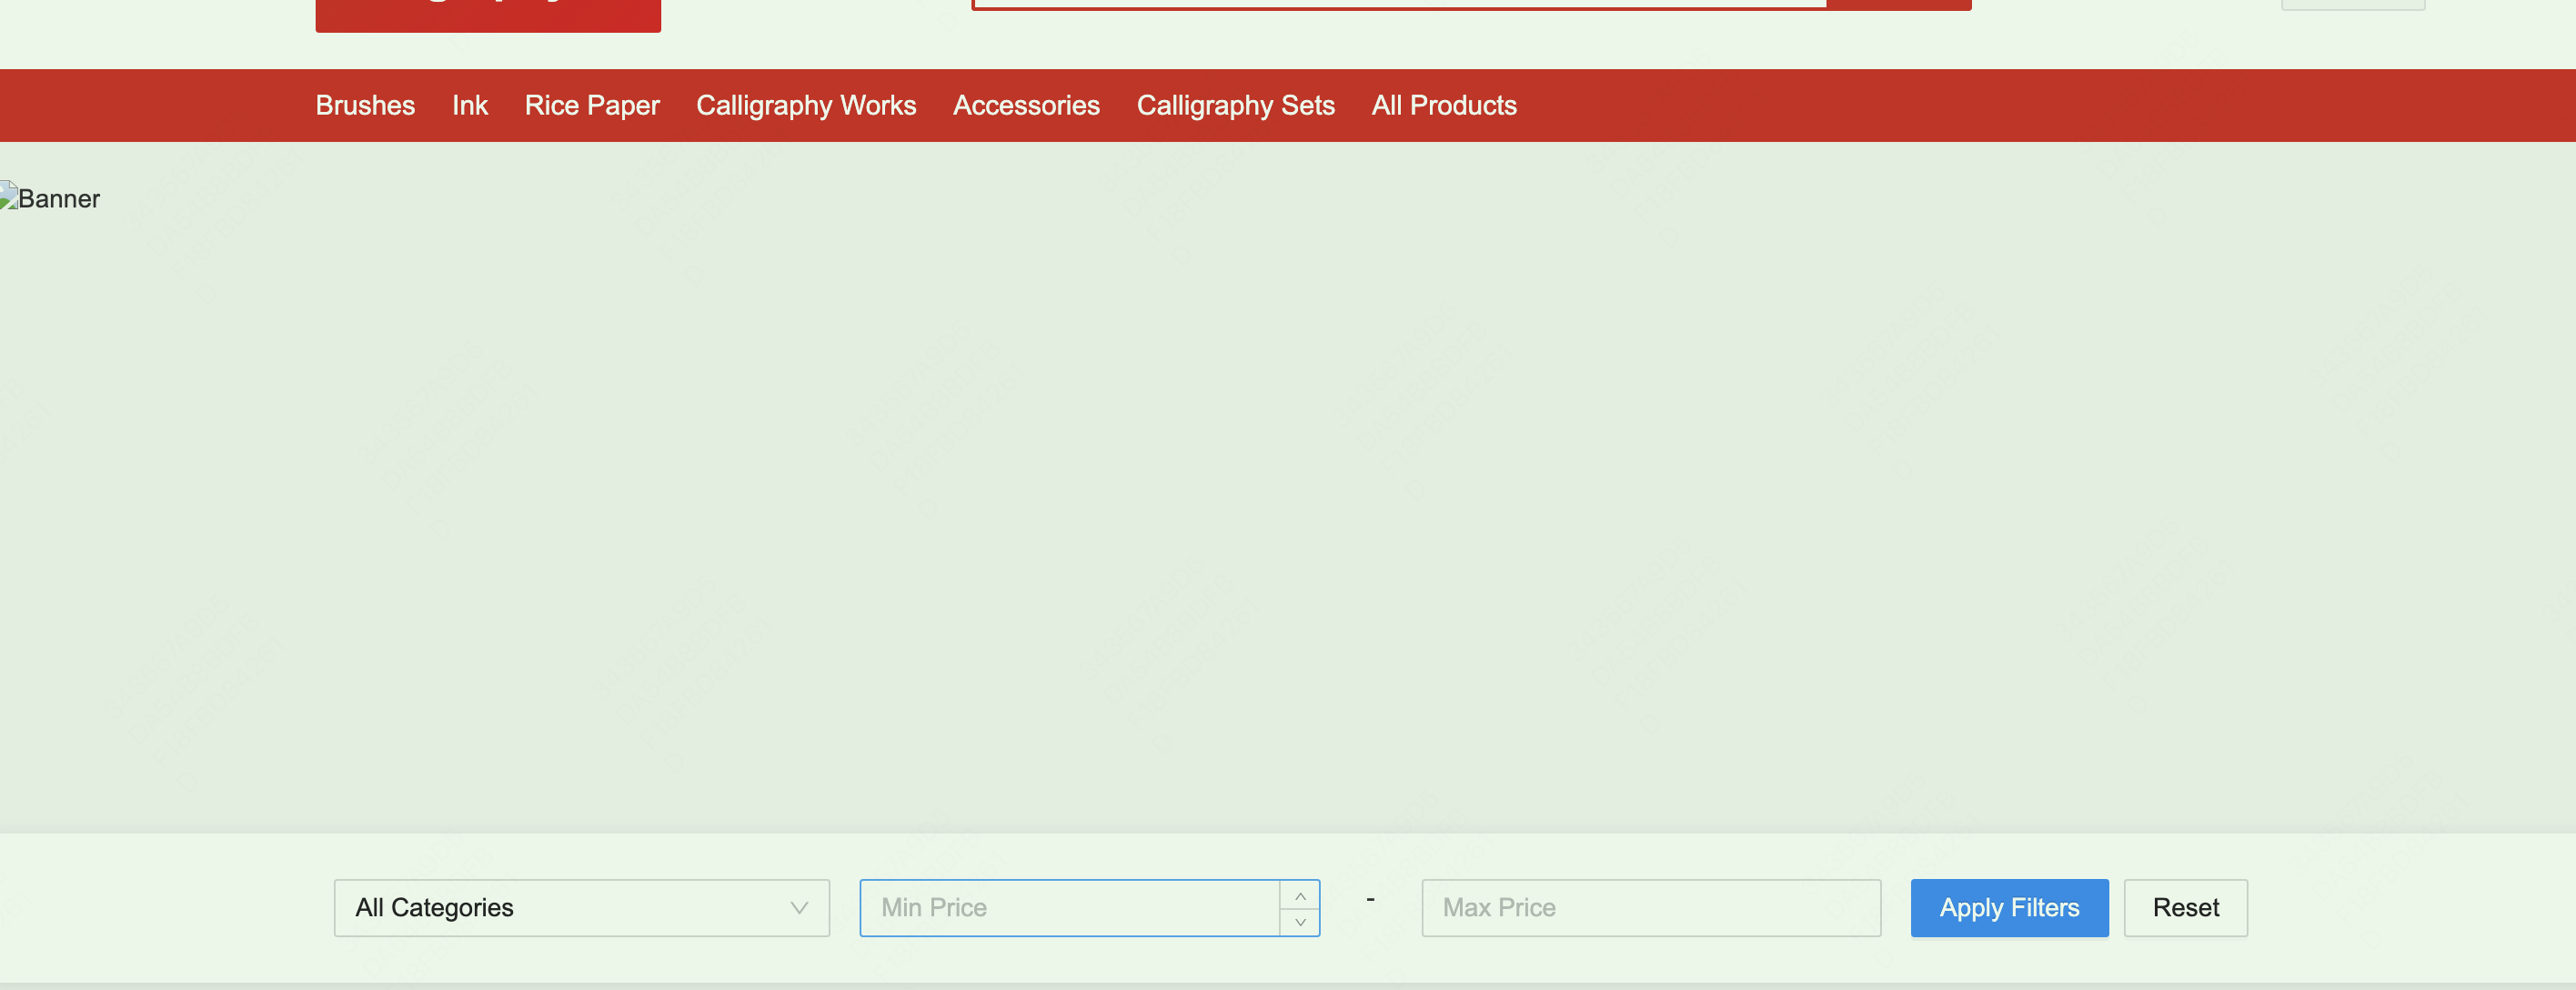 Brushes Ink Rice Paper Calligraphy Works Accessories Calligraphy Sets All Products
Banner
All Categories Min Price - Max Price Apply Filters Reset